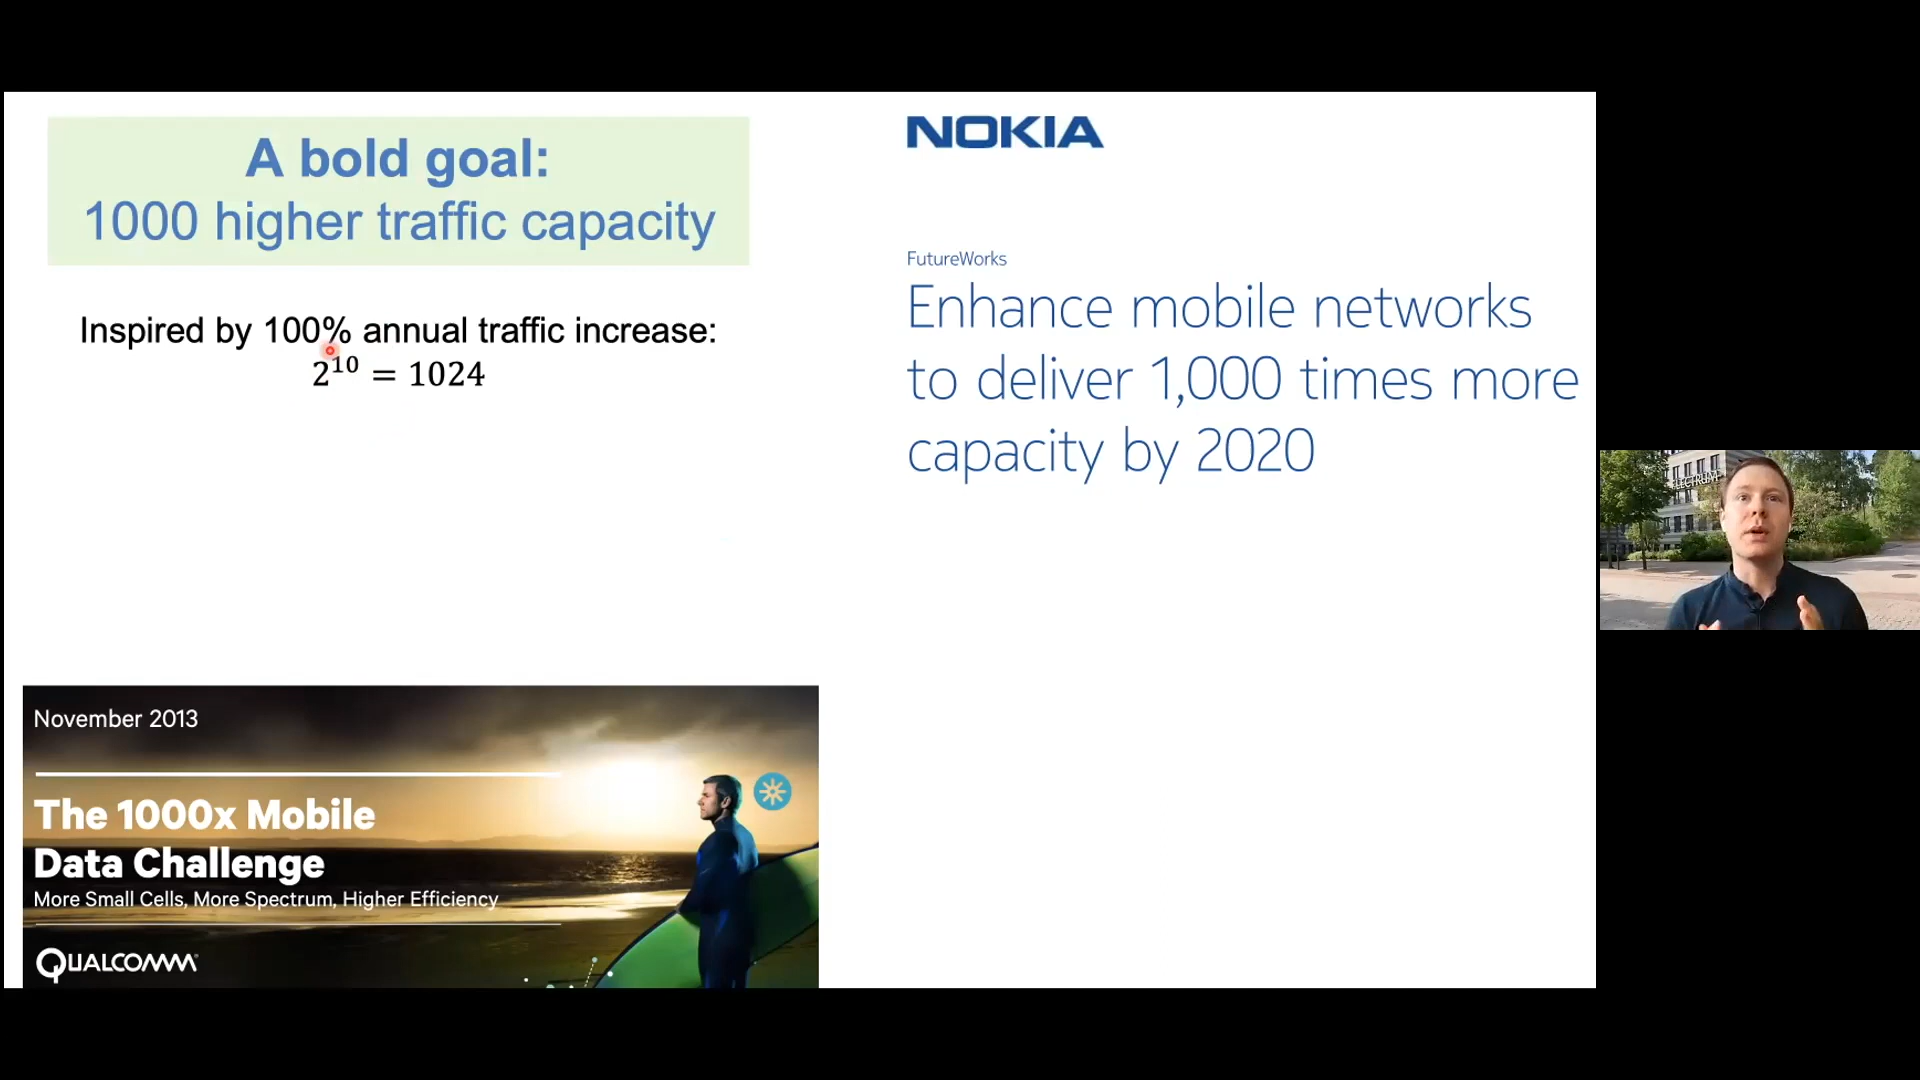 A bold goal:
1000 higher traffic capacity
Inspired by 100% annual traffic increase:
2¹⁰ = 1024
NOKIA
FutureWorks
Enhance mobile networks
to deliver 1,000 times more
capacity by 2020
November 2013
The 1000x Mobile
Data Challenge
More Small Cells, More Spectrum, Higher Efficiency
QUALCOMM
ELECTRUM